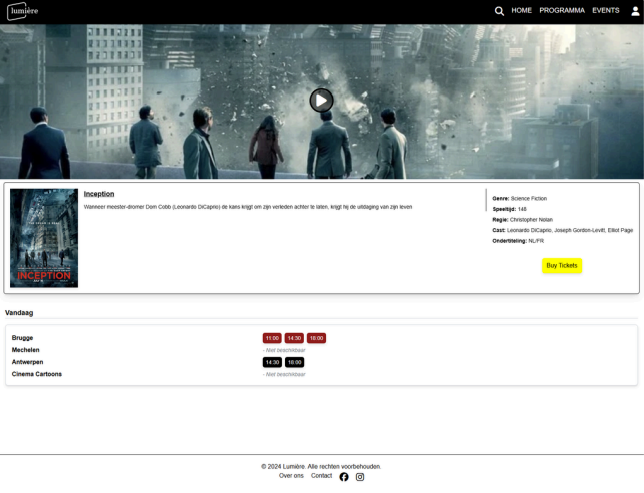 lumière
HOME PROGRAMMA EVENTS
Inception
Wanneer meester-dromer Dom Cobb (Leonardo DiCaprio) de kans krijgt om zijn verleden achter te laten, krijgt hij de uitdaging van zijn leven
Genre: Science Fiction
Speeltijd: 148
Regie: Christopher Nolan
Cast: Leonardo DiCaprio, Joseph Gordon-Levitt, Elliot Page
Ondertiteling: NL/FR
Buy Tickets
INCEPTION
Vandaag
Brugge 11:00 14:30 18:00
Mechelen - Niet beschikbaar
Antwerpen 14:30 18:00
Cinema Cartoons - Niet beschikbaar
© 2024 Lumière. Alle rechten voorbehouden.
Over ons Contact